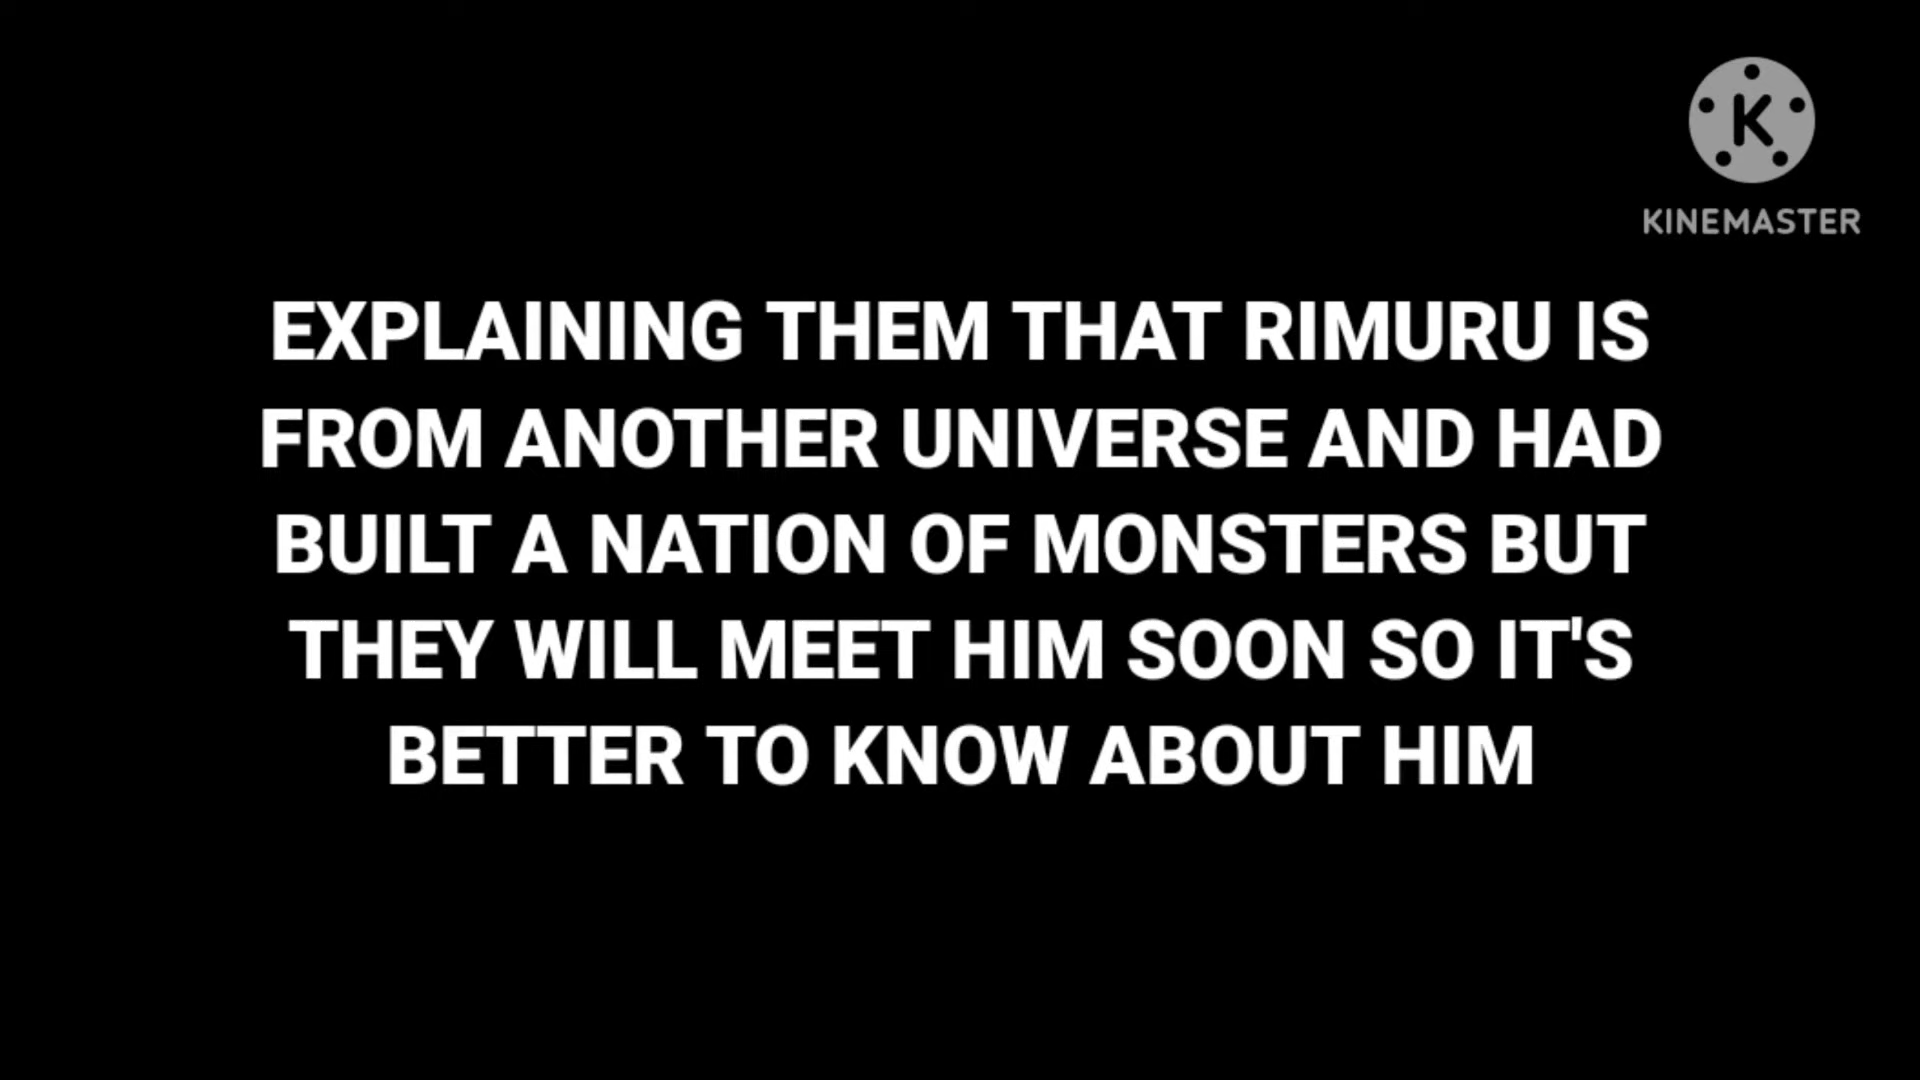 K
KINEMASTER
EXPLAINING THEM THAT RIMURU IS
FROM ANOTHER UNIVERSE AND HAD
BUILT A NATION OF MONSTERS BUT
THEY WILL MEET HIM SOON SO IT'S
BETTER TO KNOW ABOUT HIM